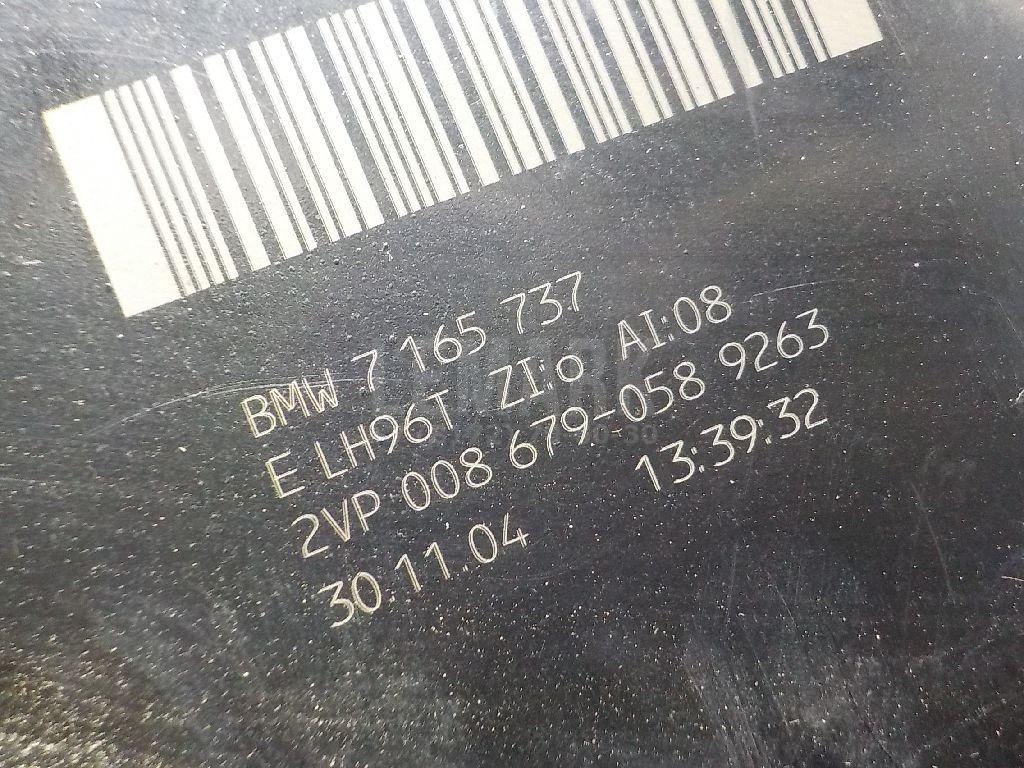 BMW 7 165 737
E LH96T ZI:0 AI:08
2VP 008 679-058 9263
30.11.04 13:39:32